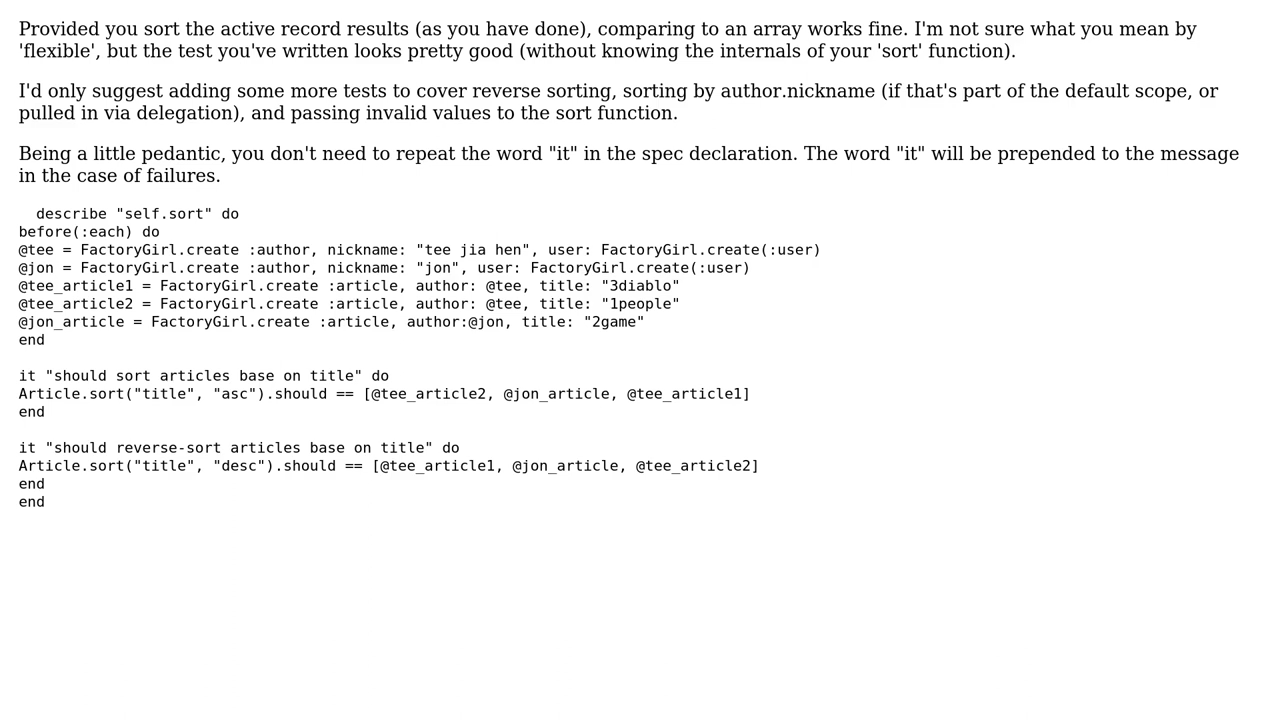 Provided you sort the active record results (as you have done), comparing to an array works fine. I'm not sure what you mean by
'flexible', but the test you've written looks pretty good (without knowing the internals of your 'sort' function).
I'd only suggest adding some more tests to cover reverse sorting, sorting by author.nickname (if that's part of the default scope, or
pulled in via delegation), and passing invalid values to the sort function.
Being a little pedantic, you don't need to repeat the word "it" in the spec declaration. The word "it" will be prepended to the message
in the case of failures.
  describe "self.sort" do
before(:each) do
@tee = FactoryGirl.create :author, nickname: "tee jia hen", user: FactoryGirl.create(:user)
@jon = FactoryGirl.create :author, nickname: "jon", user: FactoryGirl.create(:user)
@tee_article1 = FactoryGirl.create :article, author: @tee, title: "3diablo"
@tee_article2 = FactoryGirl.create :article, author: @tee, title: "1people"
@jon_article = FactoryGirl.create :article, author:@jon, title: "2game"
end
it "should sort articles base on title" do
Article.sort("title", "asc").should == [@tee_article2, @jon_article, @tee_article1]
end
it "should reverse-sort articles base on title" do
Article.sort("title", "desc").should == [@tee_article1, @jon_article, @tee_article2]
end
end